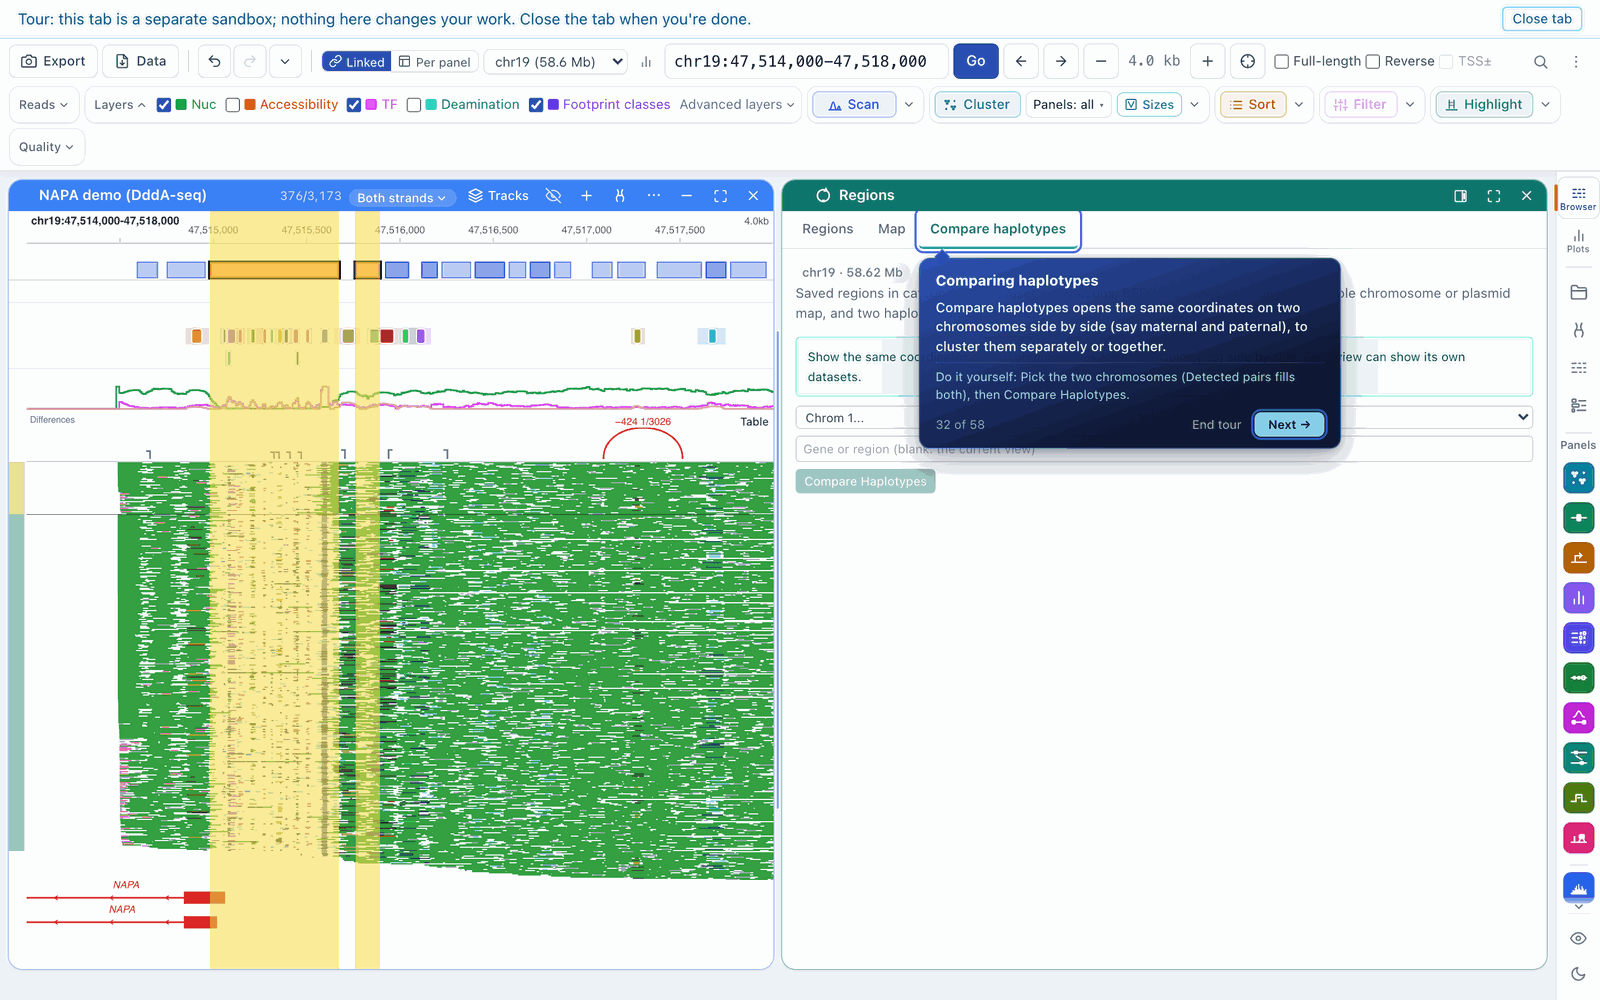 Tour: this tab is a separate sandbox; nothing here changes your work. Close the tab when you're done.
Close tab
Export
Data
Linked
Per panel
chr19 (58.6 Mb)
chr19:47,514,000–47,518,000
Go
4.0 kb
Full-length
Reverse
TSS±
Reads
Layers
Nuc
Accessibility
TF
Deamination
Footprint classes
Advanced layers
Scan
Cluster
Panels: all
Sizes
Sort
Filter
Highlight
Quality
NAPA demo (DddA-seq)
376/3,173
Both strands
Tracks
chr19:47,514,000-47,518,000
4.0kb
47,515,000
47,515,500
47,516,000
47,516,500
47,517,000
47,517,500
Differences
−424 1/3026
Table
NAPA
NAPA
Regions
Regions
Map
Compare haplotypes
chr19 · 58.62 Mb
Saved regions in
le chromosome or plasmid
map, and two haplo
Show the same
view can show its own
datasets.
Chrom 1...
Gene or region (blank: the current view)
Compare Haplotypes
Comparing haplotypes
Compare haplotypes opens the same coordinates on two
chromosomes side by side (say maternal and paternal), to
cluster them separately or together.
Do it yourself: Pick the two chromosomes (Detected pairs fills
both), then Compare Haplotypes.
32 of 58
End tour
Next →
Browser
Plots
Panels